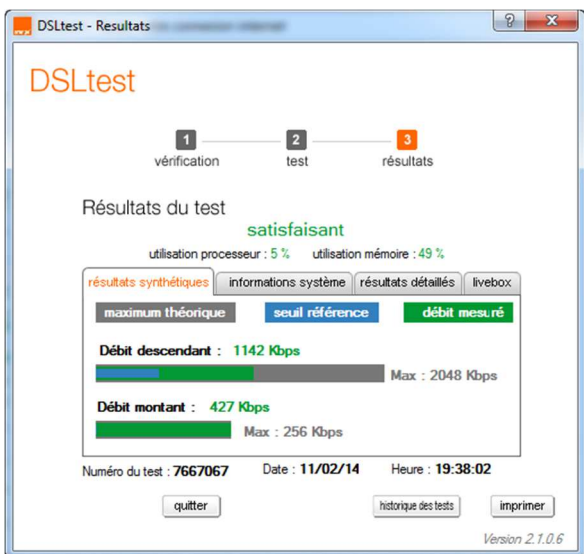 DSLtest - Resultats
DSLtest
1 2 3
vérification test résultats
Résultats du test
satisfaisant
utilisation processeur : 5 % utilisation mémoire : 49 %
résultats synthétiques informations système résultats détaillés livebox
maximum théorique seuil référence débit mesuré
Débit descendant : 1142 Kbps
Max : 2048 Kbps
Débit montant : 427 Kbps
Max : 256 Kbps
Numéro du test : 7667067 Date : 11/02/14 Heure : 19:38:02
quitter historique des tests imprimer
Version 2.1.0.6